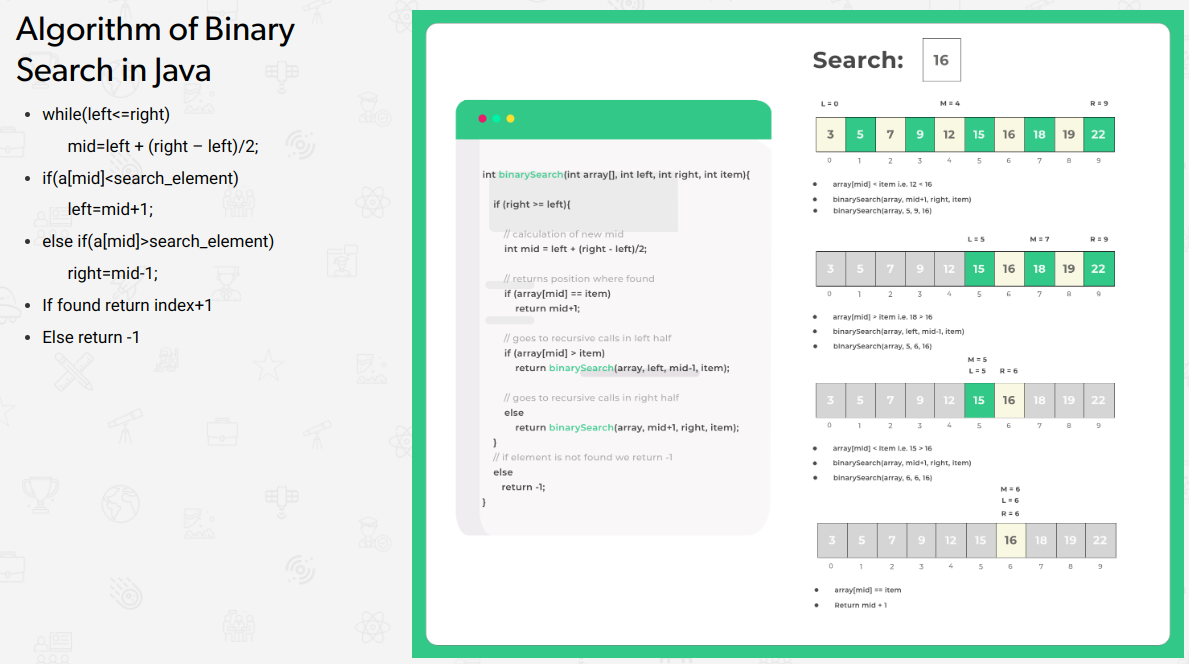 Algorithm of Binary
Search in Java
• while(left<=right)
mid=left + (right – left)/2;
• if(a[mid]<search_element)
left=mid+1;
• else if(a[mid]>search_element)
right=mid-1;
• If found return index+1
• Else return -1
int binarySearch(int array[], int left, int right, int item){
if (right >= left){
// calculation of new mid
int mid = left + (right - left)/2;
// returns position where found
if (array[mid] == item)
return mid+1;
// goes to recursive calls in left half
if (array[mid] > item)
return binarySearch(array, left, mid-1, item);
// goes to recursive calls in right half
else
return binarySearch(array, mid+1, right, item);
}
// if element is not found we return -1
else
return -1;
}
Search: 16
L = 0 M = 4 R = 9
3 5 7 9 12 15 16 18 19 22
0 1 2 3 4 5 6 7 8 9
• array[mid] < item i.e. 12 < 16
• binarySearch(array, mid+1, right, item)
• binarySearch(array, 5, 9, 16)
L = 5 M = 7 R = 9
3 5 7 9 12 15 16 18 19 22
0 1 2 3 4 5 6 7 8 9
• array[mid] > item i.e. 18 > 16
• binarySearch(array, left, mid-1, item)
• binarySearch(array, 5, 6, 16)
M = 5
L = 5 R = 6
3 5 7 9 12 15 16 18 19 22
0 1 2 3 4 5 6 7 8 9
• array[mid] < item i.e. 15 > 16
• binarySearch(array, mid+1, right, item)
• binarySearch(array, 6, 6, 16)
M = 6
L = 6
R = 6
3 5 7 9 12 15 16 18 19 22
0 1 2 3 4 5 6 7 8 9
• array[mid] == item
• Return mid + 1